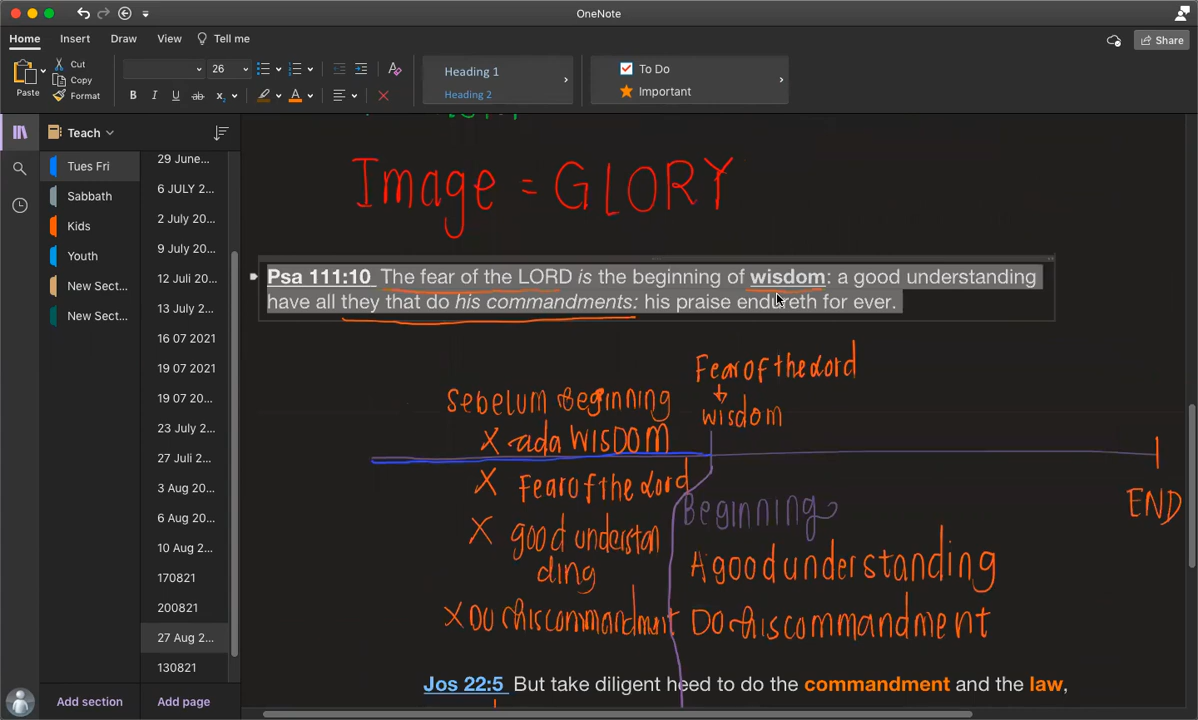 OneNote
Home Insert Draw View Tell me
Share
Paste
Cut
Copy
Format
26
B I U ab
Heading 1
Heading 2
To Do
Important
Teach
Tues Fri
Sabbath
Kids
Youth
New Sect...
New Sect...
Add section
29 June...
6 JULY 2...
2 July 20...
9 July 20...
12 Juli 20...
13 July 2...
16 07 2021
19 07 2021
19 07 20...
23 July 2...
27 Juli 2...
3 Aug 20...
6 Aug 20...
10 Aug 2...
170821
200821
27 Aug 2...
130821
Add page
Image = GLORY
Psa 111:10 The fear of the LORD is the beginning of wisdom: a good understanding
have all they that do his commandments: his praise endureth for ever.
Fear of the Lord
wisdom
Sebelum Beginning
X ada WISDOM
X Fear of the Lord
X good understan
ding
X Do his commandment
Beginning
A good understanding
Do his commandment
END
Jos 22:5 But take diligent heed to do the commandment and the law,